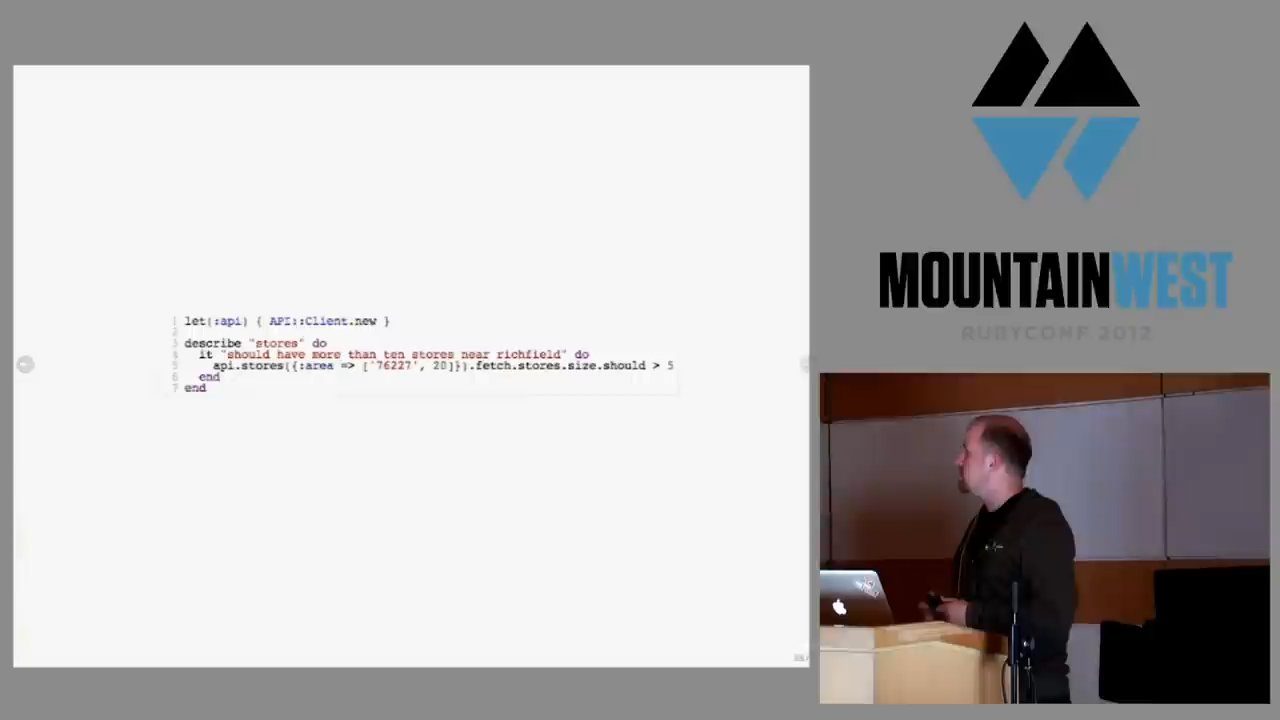 1 let(:api) { API::Client.new }
2
3 describe "stores" do
4 it "should have more than ten stores near richfield" do
5 api.stores({:area => ['76227', 20]}).fetch.stores.size.should > 5
6 end
7 end
MOUNTAINWEST
RUBYCONF 2012